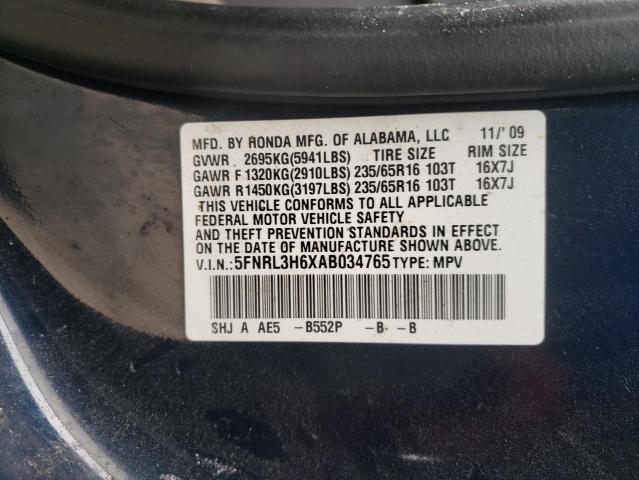 MFD. BY HONDA MFG. OF ALABAMA, LLC 11/'09
GVWR 2695KG(5941LBS) TIRE SIZE RIM SIZE
GAWR F 1320KG(2910LBS) 235/65R16 103T 16X7J
GAWR R1450KG(3197LBS) 235/65R16 103T 16X7J
THIS VEHICLE CONFORMS TO ALL APPLICABLE
FEDERAL MOTOR VEHICLE SAFETY
AND THEFT PREVENTION STANDARDS IN EFFECT
ON THE DATE OF MANUFACTURE SHOWN ABOVE.
V.I.N.: 5FNRL3H6XAB034765 TYPE: MPV
SHJ A AE5 -B552P -B -B